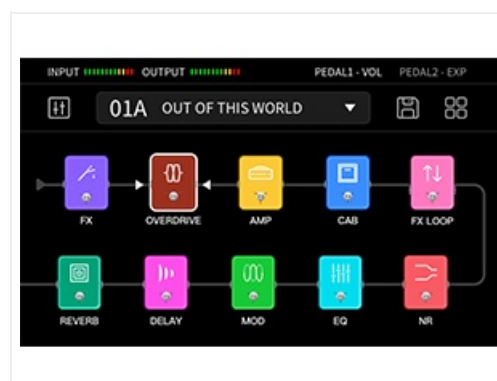 INPUT OUTPUT PEDAL1 - VOL PEDAL2 - EXP
01A OUT OF THIS WORLD
FX OVERDRIVE AMP CAB FX LOOP
REVERB DELAY MOD EQ NR